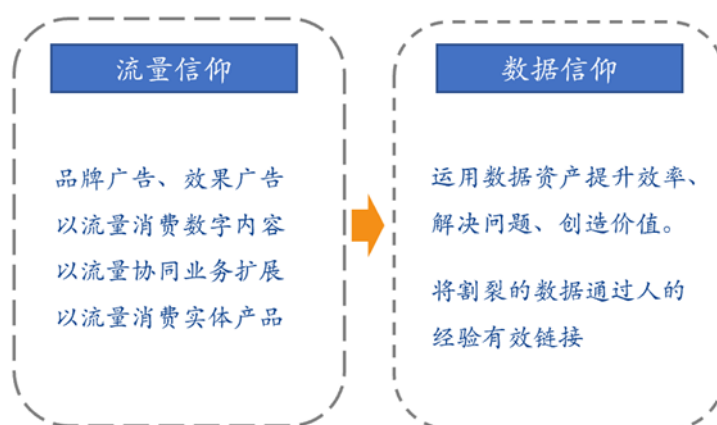 流量信仰
品牌广告、效果广告
以流量消费数字内容
以流量协同业务扩展
以流量消费实体产品
数据信仰
运用数据资产提升效率、
解决问题、创造价值。
将割裂的数据通过人的
经验有效链接